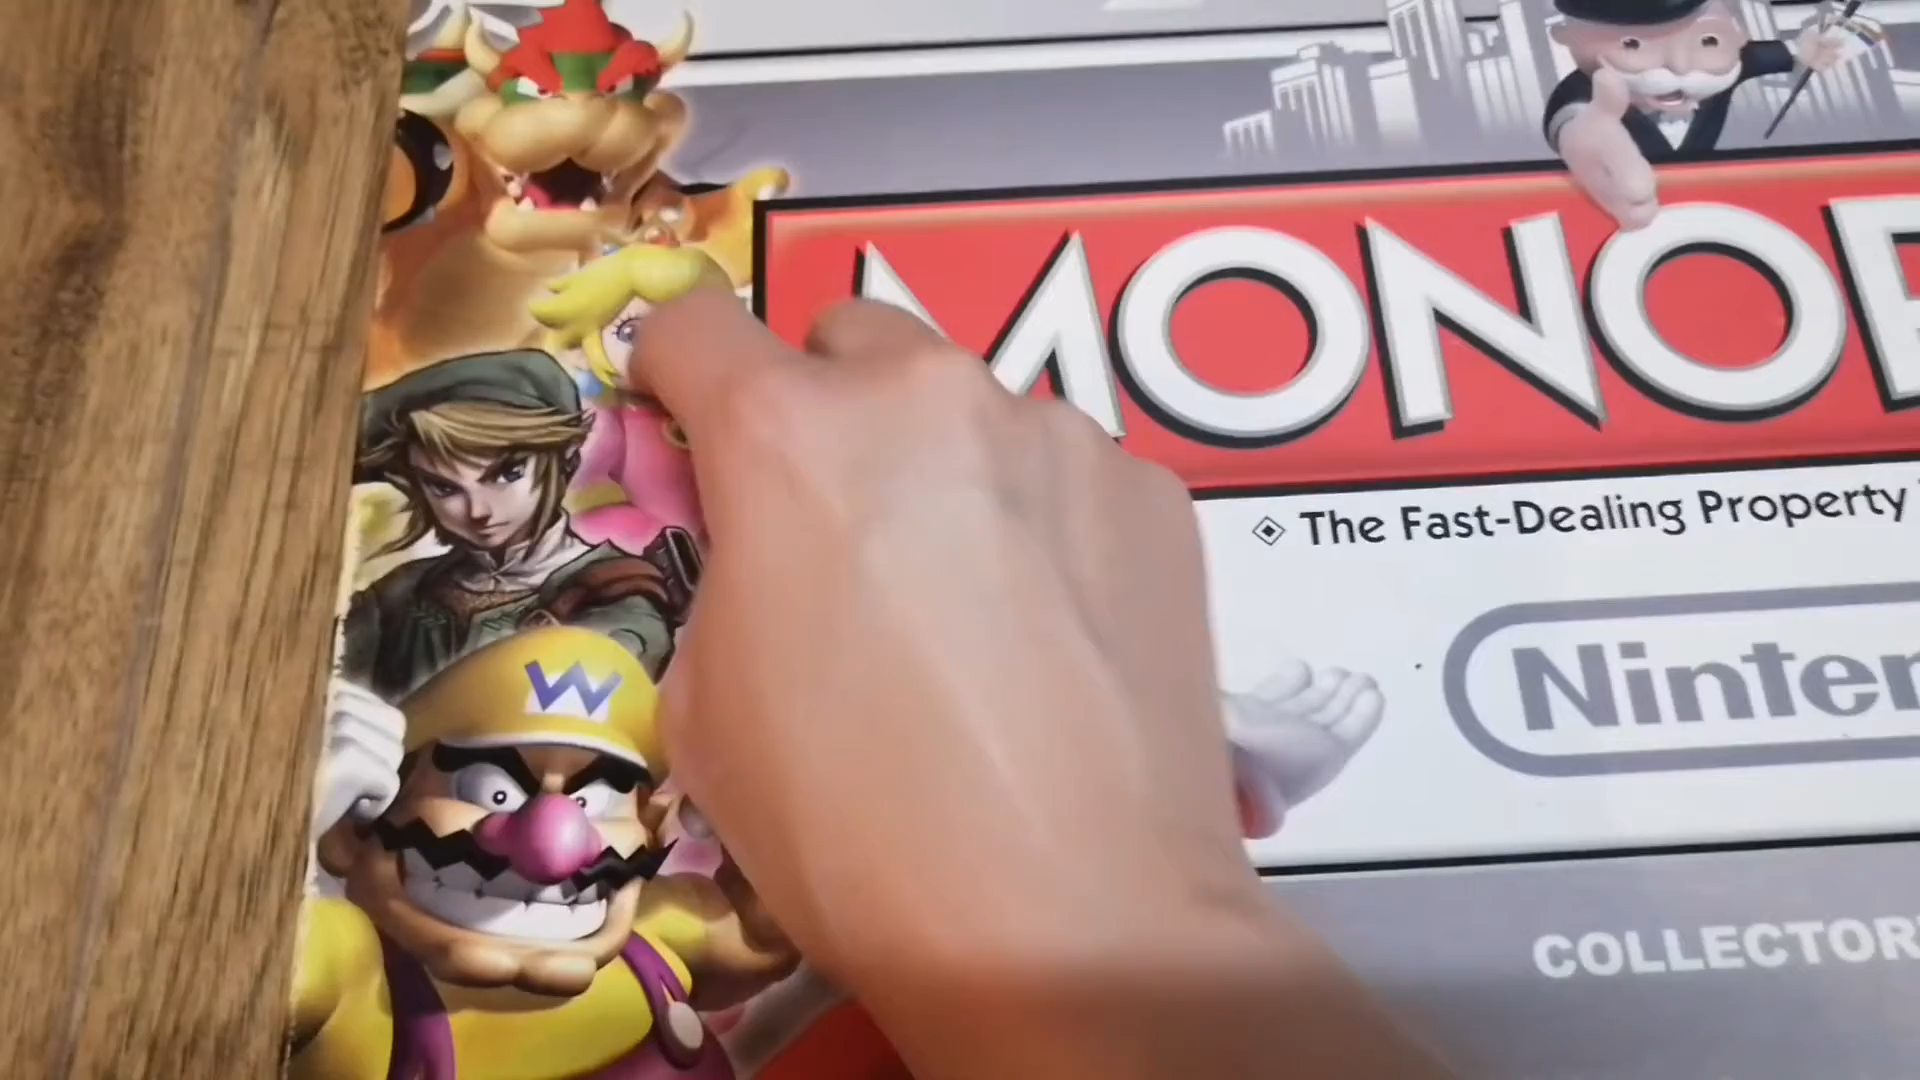 MONOP
The Fast-Dealing Property
Ninten
W
COLLECTOR'